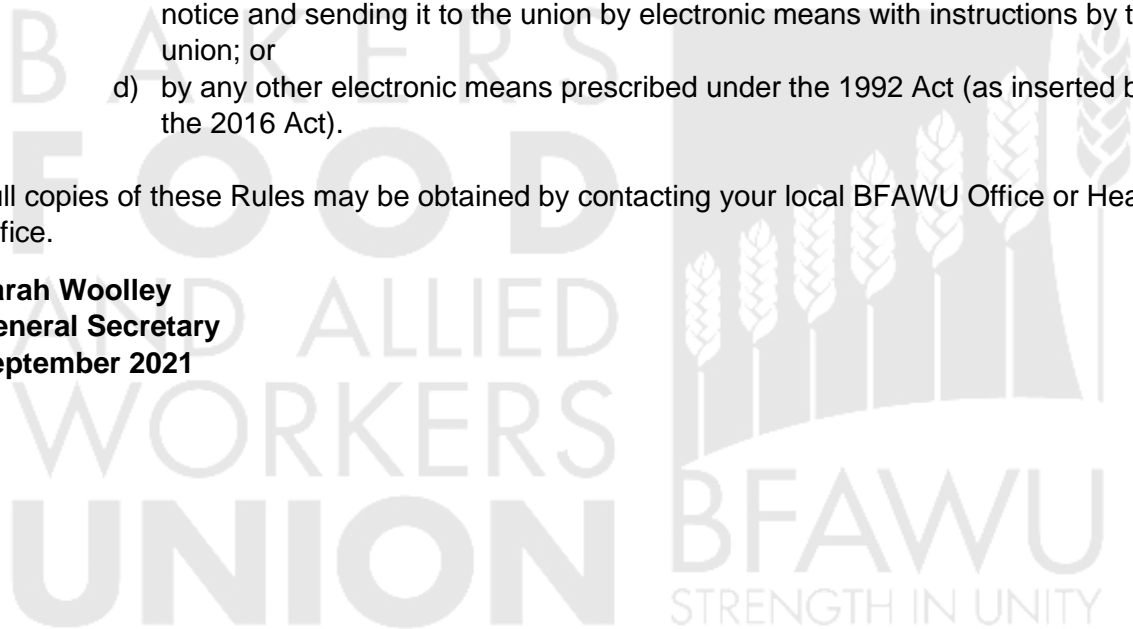 notice and sending it to the union by electronic means with instructions by t
union; or
d) by any other electronic means prescribed under the 1992 Act (as inserted b
the 2016 Act).
ull copies of these Rules may be obtained by contacting your local BFAWU Office or Hea
fice.
arah Woolley
eneral Secretary
eptember 2021
BAKERS
FOOD
AND ALLIED
WORKERS
UNION
BFAWU
STRENGTH IN UNITY